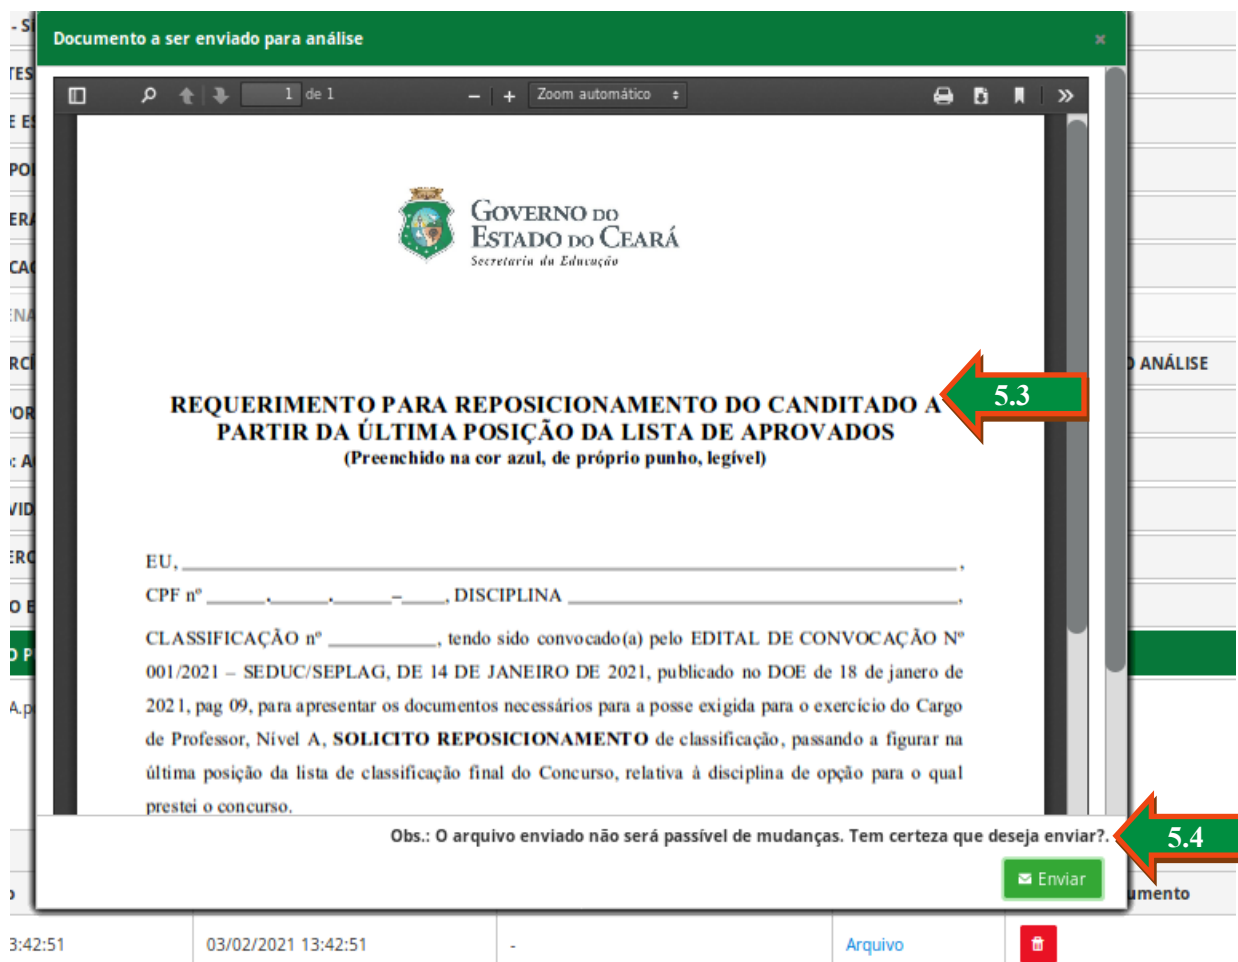 Documento a ser enviado para análise
1 de 1
Zoom automático
GOVERNO DO
ESTADO DO CEARÁ
Secretaria da Educação
REQUERIMENTO PARA REPOSICIONAMENTO DO CANDITADO A
PARTIR DA ÚLTIMA POSIÇÃO DA LISTA DE APROVADOS
(Preenchido na cor azul, de próprio punho, legível)
5.3
O ANÁLISE
EU, ____________________,
CPF nº ______.______.______–____, DISCIPLINA ____________________,
CLASSIFICAÇÃO nº __________, tendo sido convocado(a) pelo EDITAL DE CONVOCAÇÃO Nº
001/2021 – SEDUC/SEPLAG, DE 14 DE JANEIRO DE 2021, publicado no DOE de 18 de janero de
2021, pag 09, para apresentar os documentos necessários para a posse exigida para o exercício do Cargo
de Professor, Nível A, SOLICITO REPOSICIONAMENTO de classificação, passando a figurar na
última posição da lista de classificação final do Concurso, relativa à disciplina de opção para o qual
prestei o concurso.
Obs.: O arquivo enviado não será passível de mudanças. Tem certeza que deseja enviar?.
5.4
Enviar
umento
3:42:51 03/02/2021 13:42:51 - Arquivo